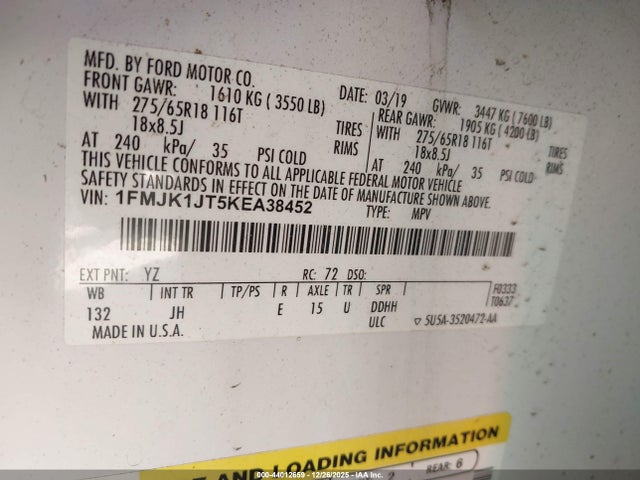 MFD. BY FORD MOTOR CO.
DATE: 03/19 GVWR: 3447 KG (7600 LB)
FRONT GAWR: 1610 KG (3550 LB)
REAR GAWR: 1905 KG (4200 LB)
WITH 275/65R18 116T TIRES
WITH 275/65R18 116T TIRES
18x8.5J RIMS
18x8.5J RIMS
AT 240 kPa/ 35 PSI COLD
AT 240 kPa/ 35 PSI COLD
THIS VEHICLE CONFORMS TO ALL APPLICABLE FEDERAL MOTOR VEHICLE
SAFETY STANDARDS IN EFFECT ON THE DATE OF MANUFACTURE SHOWN ABOVE.
VIN: 1FMJK1JT5KEA38452
TYPE: MPV
EXT PNT: YZ RC: 72 DSO:
WB INT TR TP/PS R AXLE TR SPR F0333
132 JH E 15 U DDHH T0637
ULC 5U5A-3520472-AA
MADE IN U.S.A.
AND LOADING INFORMATION
2 REAR: 6
000-44012659 - 12/26/2025 - IAA Inc.